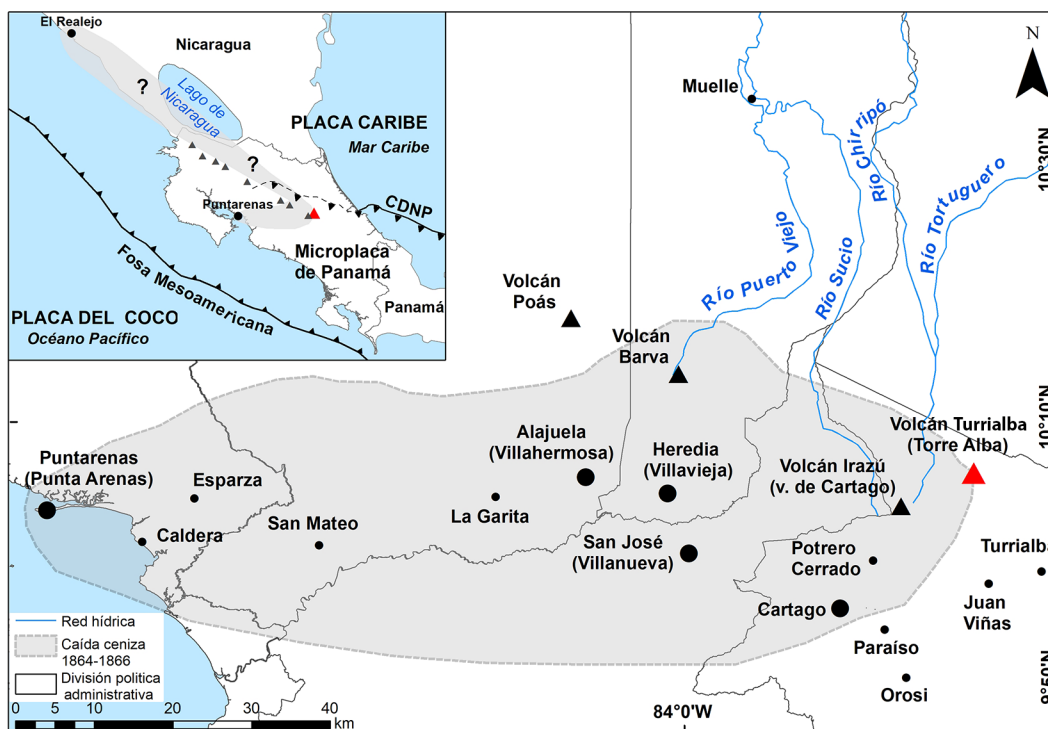 El Realejo
Nicaragua
?
Lago de
Nicaragua
PLACA CARIBE
Mar Caribe
?
Puntarenas
CDNP
Microplaca
de Panamá
Fosa Mesoamericana
Panamá
PLACA DEL COCO
Océano Pacífico
N
Muelle
Río Chirripó
Río Tortuguero
Río Puerto Viejo
Río Sucio
10°30'N
10°10'N
9°50'N
Volcán
Poás
Volcán
Barva
Volcán Turrialba
(Torre Alba)
Alajuela
(Villahermosa)
Heredia
(Villavieja)
Volcán Irazú
(v. de Cartago)
Puntarenas
(Punta Arenas)
Esparza
La Garita
Caldera
San Mateo
San José
(Villanueva)
Potrero
Cerrado
Turrialba
Cartago
Juan
Viñas
Paraíso
Orosi
Red hídrica
Caída ceniza
1864-1866
División politica
administrativa
0 5 10 20 30 40
km
84°0'W